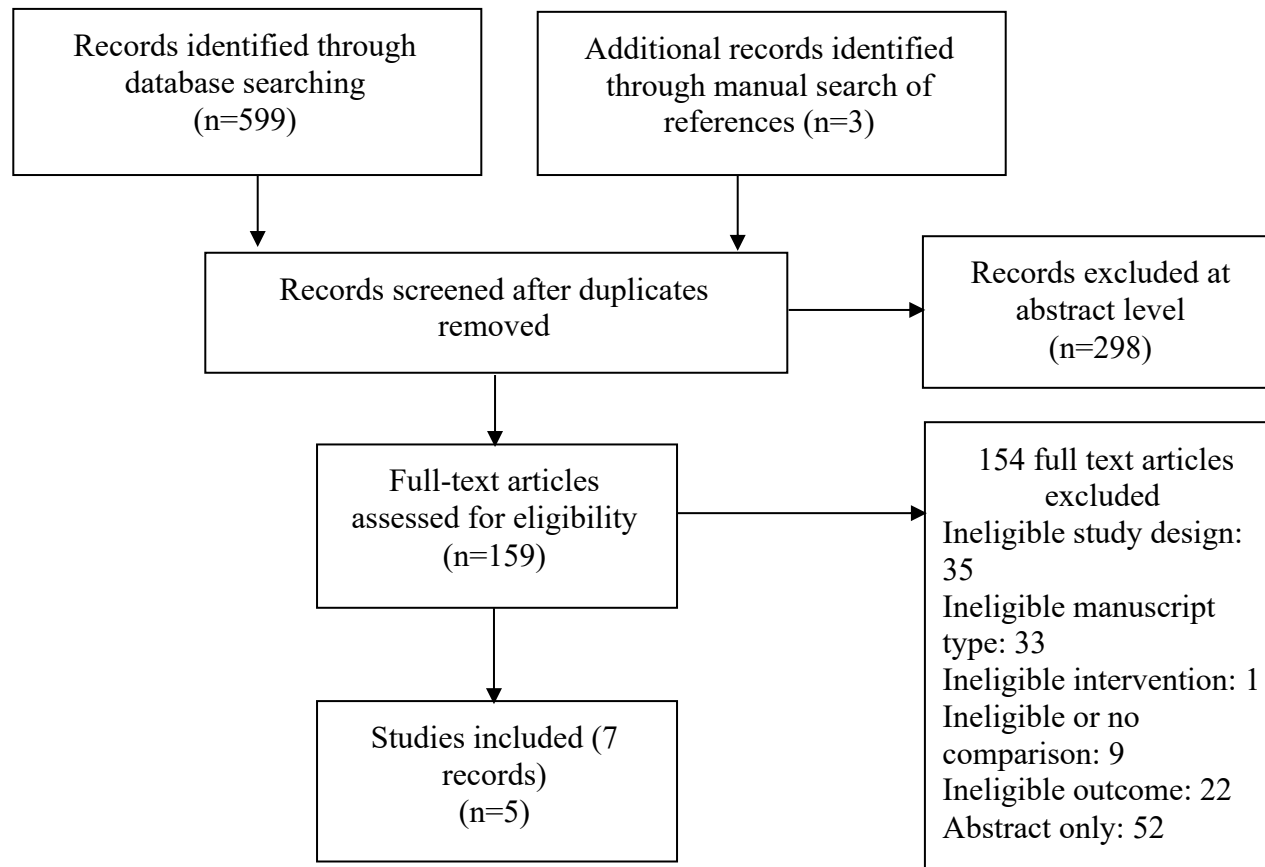 Records identified through
database searching
(n=599)
Additional records identified
through manual search of
references (n=3)
Records screened after duplicates
removed
Records excluded at
abstract level
(n=298)
Full-text articles
assessed for eligibility
(n=159)
154 full text articles
excluded
Ineligible study design:
35
Ineligible manuscript
type: 33
Ineligible intervention: 1
Ineligible or no
comparison: 9
Ineligible outcome: 22
Abstract only: 52
Studies included (7
records)
(n=5)